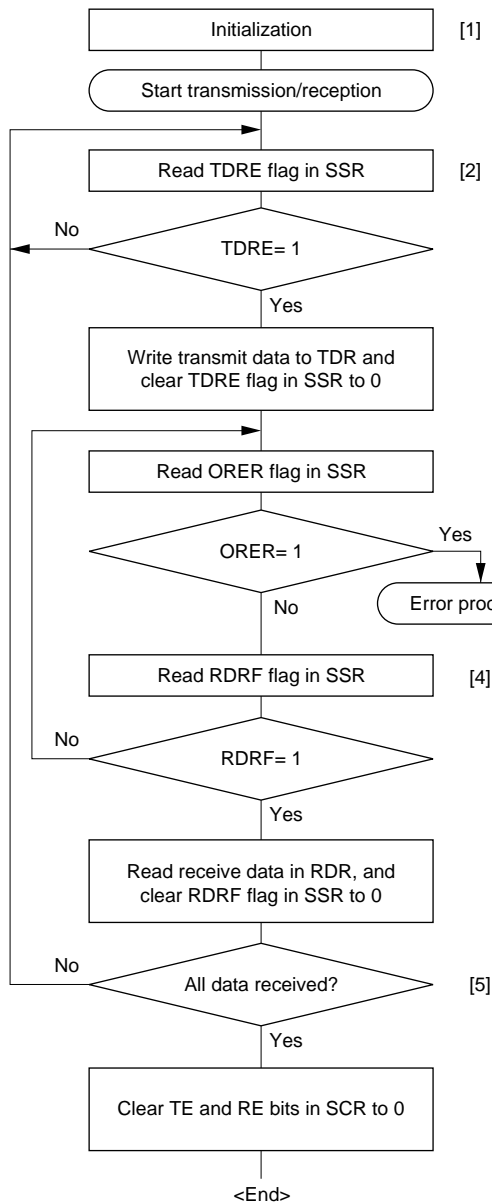 Initialization [1]
Start transmission/reception
Read TDRE flag in SSR [2]
No
TDRE= 1
Yes
Write transmit data to TDR and
clear TDRE flag in SSR to 0
Read ORER flag in SSR
Yes
ORER= 1
No
Error
Read RDRF flag in SSR [4]
No
RDRF= 1
Yes
Read receive data in RDR, and
clear RDRF flag in SSR to 0
No
All data received? [5]
Yes
Clear TE and RE bits in SCR to 0
<End>